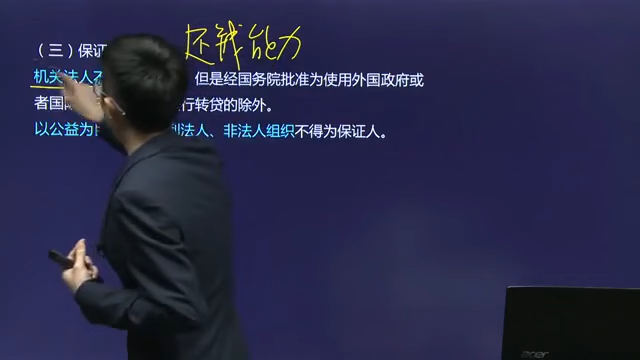 （三）保证
还钱能力
机关法人不 但是经国务院批准为使用外国政府或
者国 行转贷的除外。
以公益为 法人、非法人组织不得为保证人。
acer